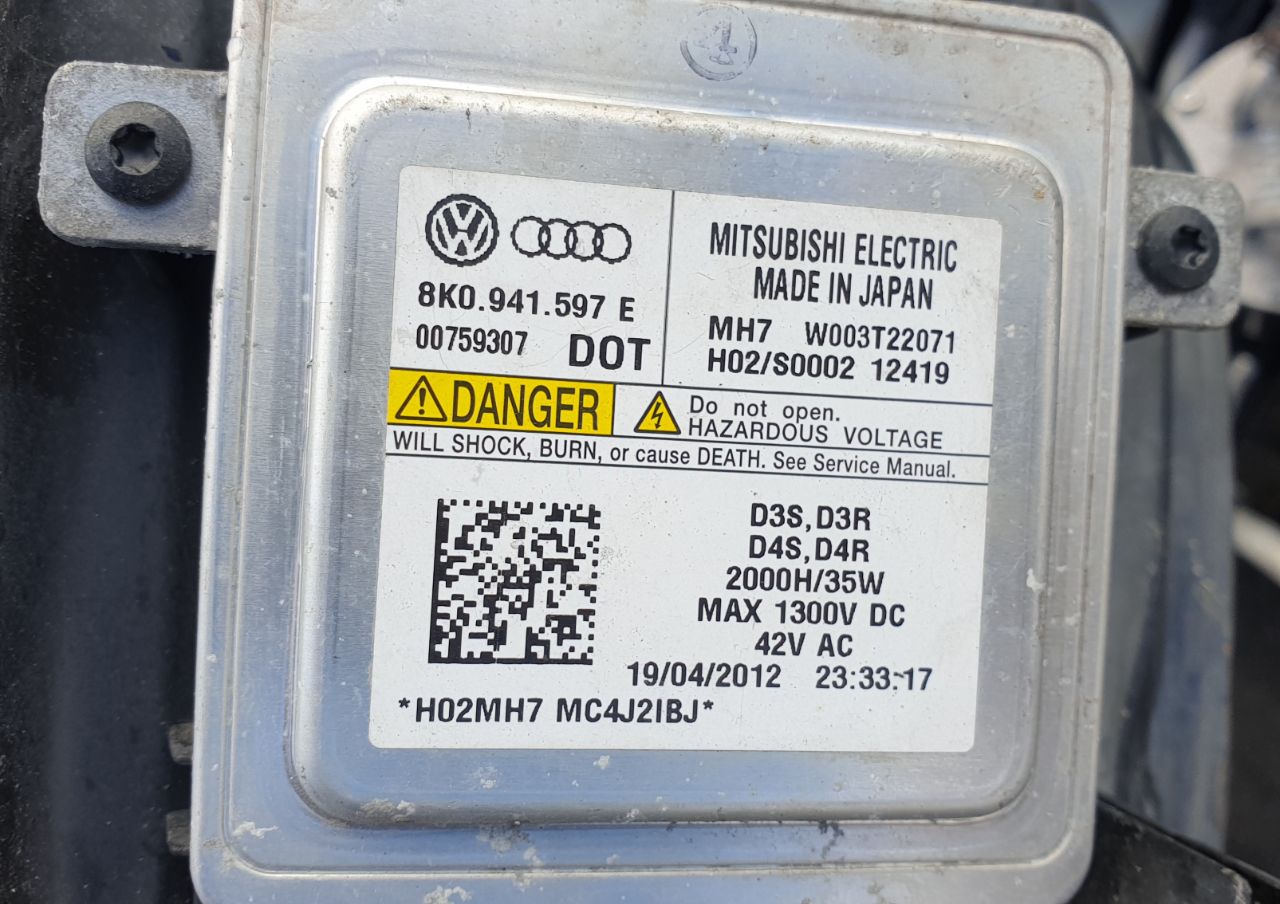 8K0.941.597 E
00759307 DOT
MITSUBISHI ELECTRIC
MADE IN JAPAN
MH7 W003T22071
H02/S0002 12419
DANGER
Do not open.
HAZARDOUS VOLTAGE
WILL SHOCK, BURN, or cause DEATH. See Service Manual.
D3S,D3R
D4S,D4R
2000H/35W
MAX 1300V DC
42V AC
19/04/2012 23:33:17
*H02MH7 MC4J2IBJ*